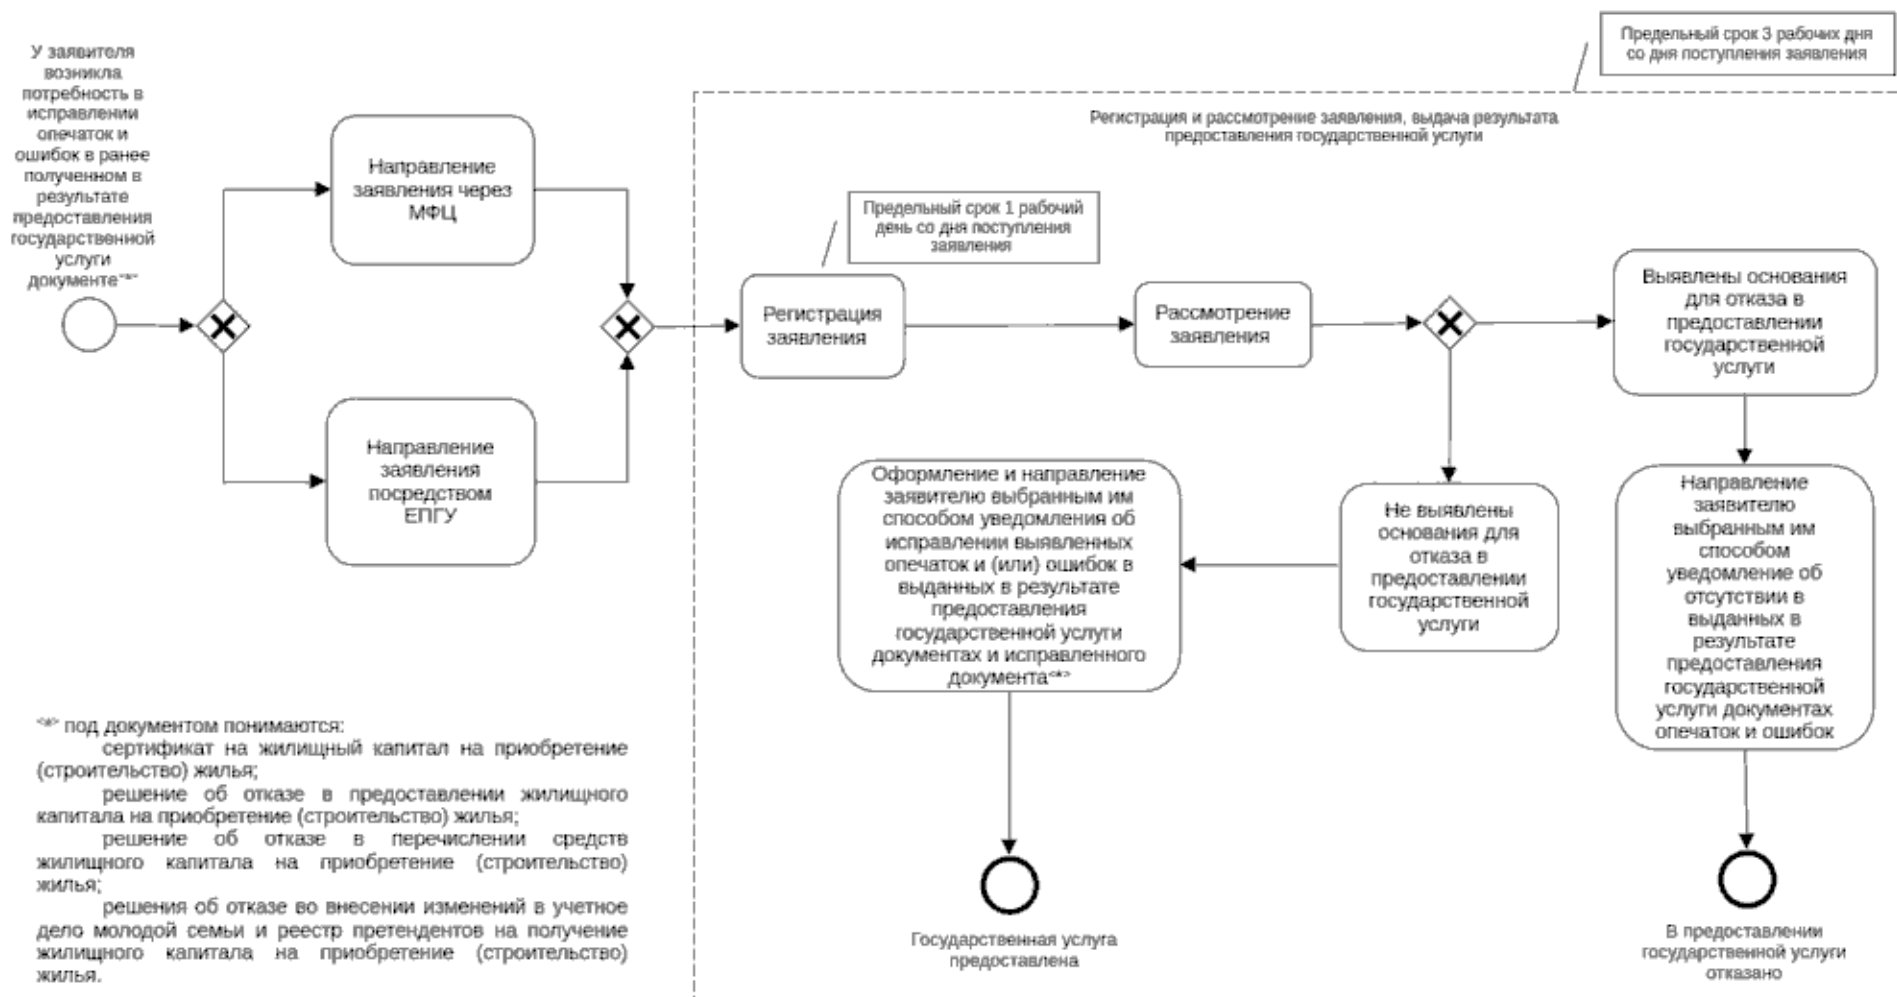 У заявителя
возникла
потребность в
исправлении
опечаток и
ошибок в ранее
полученном в
результате
предоставления
государственной
услуги
документе<*>
Направление
заявления через
МФЦ
Направление
заявления
посредством
ЕПГУ
Предельный срок 3 рабочих дня
со дня поступления заявления
Регистрация и рассмотрение заявления, выдача результата
предоставления государственной услуги
Предельный срок 1 рабочий
день со дня поступления
заявления
Регистрация
заявления
Рассмотрение
заявления
Выявлены основания
для отказа в
предоставлении
государственной
услуги
Не выявлены
основания для
отказа в
предоставлении
государственной
услуги
Оформление и направление
заявителю выбранным им
способом уведомления об
исправлении выявленных
опечаток и (или) ошибок в
выданных в результате
предоставления
государственной услуги
документах и исправленного
документа<*>
Направление
заявителю
выбранным им
способом
уведомление об
отсутствии в
выданных в
результате
предоставления
государственной
услуги документах
опечаток и ошибок
Государственная услуга
предоставлена
В предоставлении
государственной услуги
отказано
<*> под документом понимаются:
сертификат на жилищный капитал на приобретение
(строительство) жилья;
решение об отказе в предоставлении жилищного
капитала на приобретение (строительство) жилья;
решение об отказе в перечислении средств
жилищного капитала на приобретение (строительство)
жилья;
решения об отказе во внесении изменений в учетное
дело молодой семьи и реестр претендентов на получение
жилищного капитала на приобретение (строительство)
жилья.